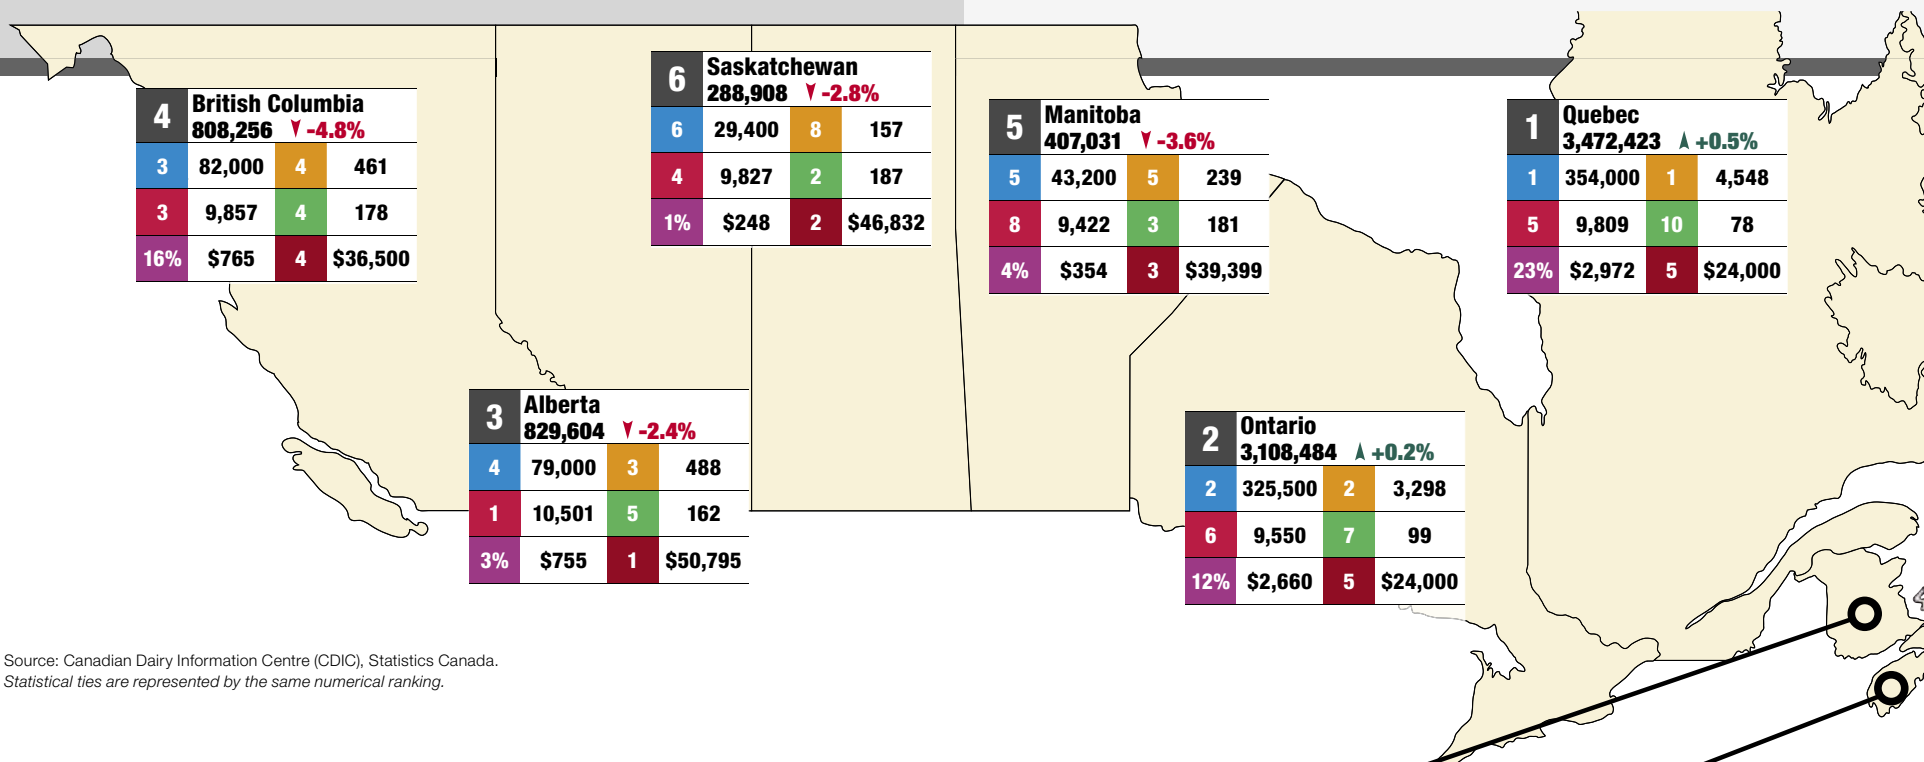 4 British Columbia
808,256 -4.8%
3 82,000 4 461
3 9,857 4 178
16% $765 4 $36,500
6 Saskatchewan
288,908 -2.8%
6 29,400 8 157
4 9,827 2 187
1% $248 2 $46,832
5 Manitoba
407,031 -3.6%
5 43,200 5 239
8 9,422 3 181
4% $354 3 $39,399
1 Quebec
3,472,423 +0.5%
1 354,000 1 4,548
5 9,809 10 78
23% $2,972 5 $24,000
3 Alberta
829,604 -2.4%
4 79,000 3 488
1 10,501 5 162
3% $755 1 $50,795
2 Ontario
3,108,484 +0.2%
2 325,500 2 3,298
6 9,550 7 99
12% $2,660 5 $24,000
Source: Canadian Dairy Information Centre (CDIC), Statistics Canada.
Statistical ties are represented by the same numerical ranking.